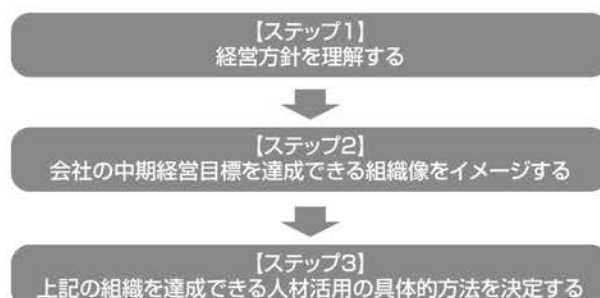 【ステップ1】
経営方針を理解する
【ステップ2】
会社の中期経営目標を達成できる組織像をイメージする
【ステップ3】
上記の組織を達成できる人材活用の具体的方法を決定する